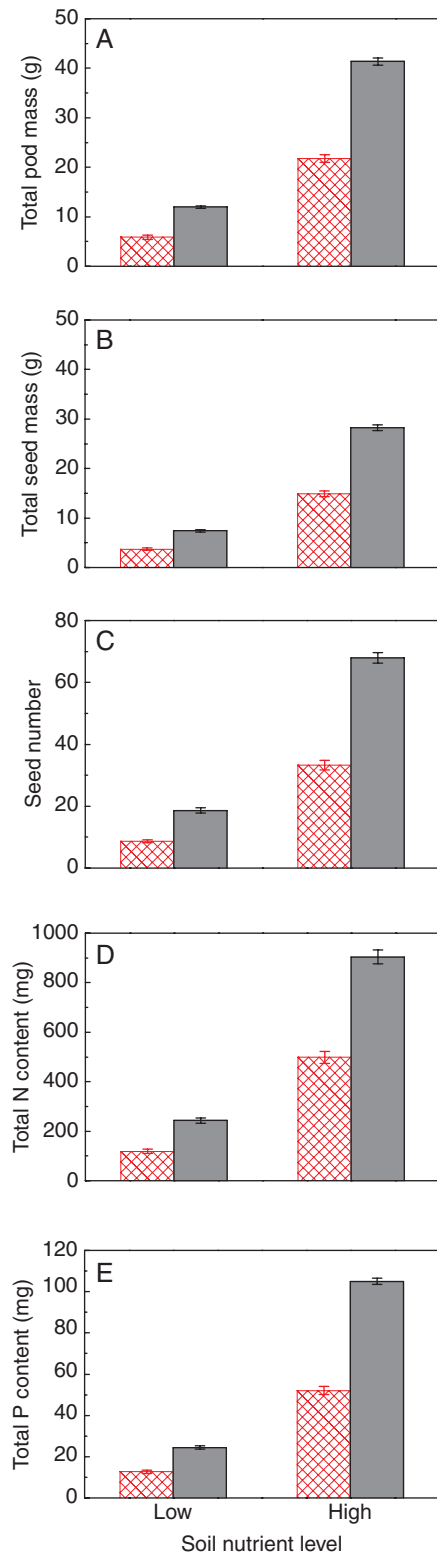 A
Total pod mass (g)
50
40
30
20
10
0
B
Total seed mass (g)
50
40
30
20
10
0
C
Seed number
80
60
40
20
0
D
Total N content (mg)
1000
800
600
400
200
0
E
Total P content (mg)
120
100
80
60
40
20
0
Low High
Soil nutrient level